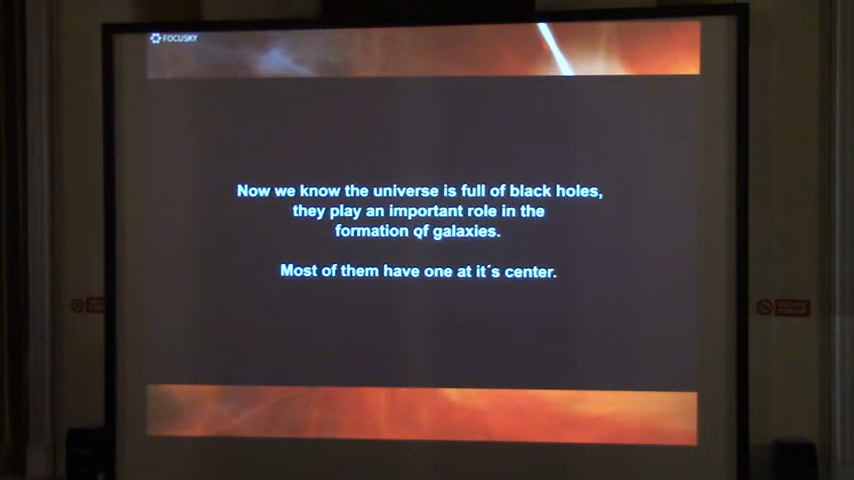 FOCUSKY
Now we know the universe is full of black holes,
they play an important role in the
formation of galaxies.
Most of them have one at it´s center.